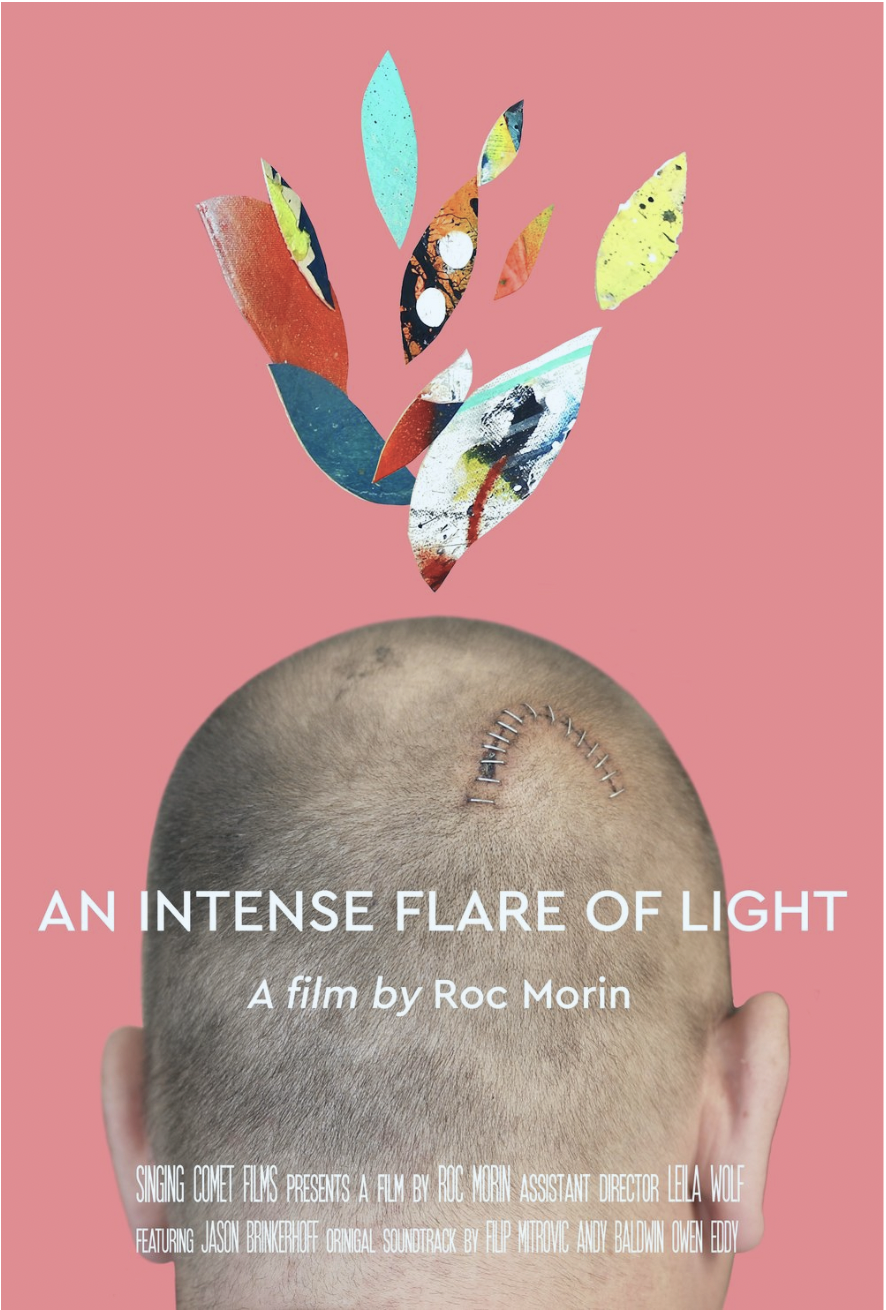 AN INTENSE FLARE OF LIGHT
A film by Roc Morin
SINGING COMET FILMS PRESENTS A FILM BY ROC MORIN ASSISTANT DIRECTOR LEILA WOLF
FEATURING JASON BRINKERHOFF ORINIGAL SOUNDTRACK BY FILIP MITROVIC ANDY BALDWIN OWEN EDDY